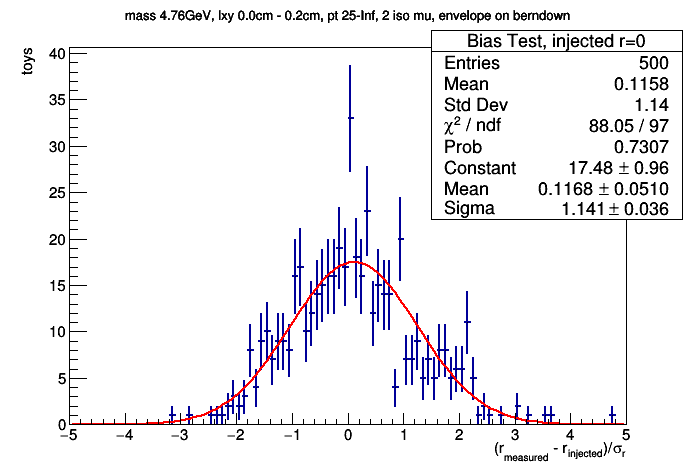 mass 4.76GeV, lxy 0.0cm - 0.2cm, pt 25-Inf, 2 iso mu, envelope on berndown
Bias Test, injected r=0
Entries 500
Mean 0.1158
Std Dev 1.14
χ² / ndf 88.05 / 97
Prob 0.7307
Constant 17.48 ± 0.96
Mean 0.1168 ± 0.0510
Sigma 1.141 ± 0.036
toys
40
35
30
25
20
15
10
5
0
−5 −4 −3 −2 −1 0 1 2 3 4 5
(r_measured - r_injected)/σ_r